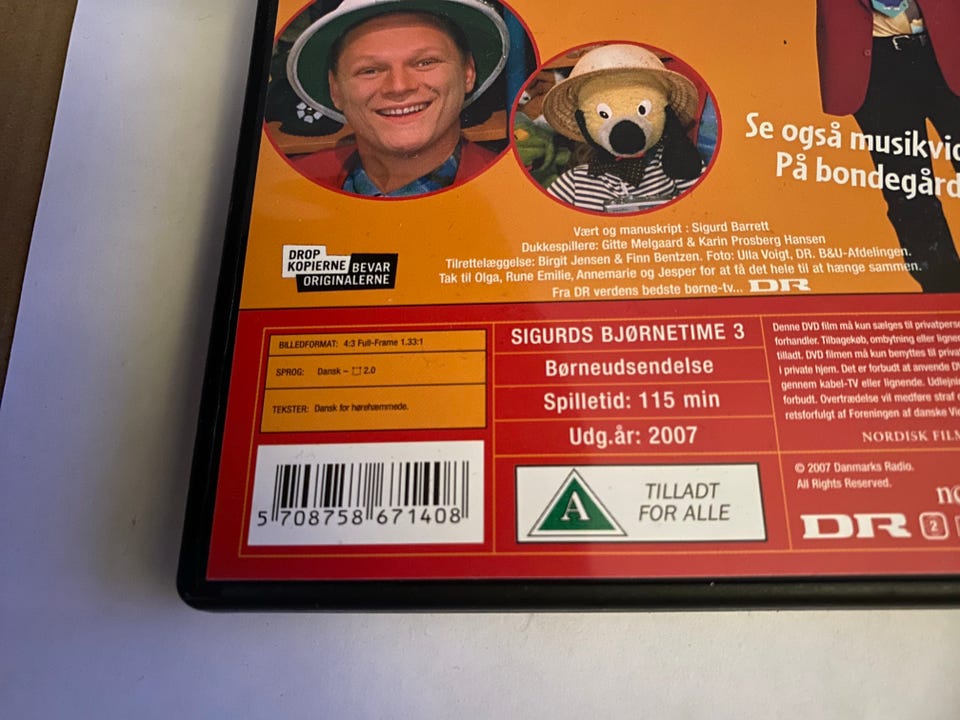 Se også musikvid
På bondegård
Vært og manuskript : Sigurd Barrett
Dukkespillere: Gitte Melgaard & Karin Prosberg Hansen
Tilrettelæggelse: Birgit Jensen & Finn Bentzen. Foto: Ulla Voigt, DR. B&U-Afdelingen.
Tak til Olga, Rune Emilie, Annemarie og Jesper for at få det hele til at hænge sammen.
Fra DR verdens bedste børne-tv... DR
DROP
KOPIERNE BEVAR
ORIGINALERNE
BILLEDFORMAT: 4:3 Full-Frame 1.33:1
SPROG: Dansk – 2.0
TEKSTER: Dansk for hørehæmmede.
5 708758 671408
SIGURDS BJØRNETIME 3
Børneudsendelse
Spilletid: 115 min
Udg.år: 2007
A TILLADT
FOR ALLE
Denne DVD film må kun sælges til privatperso
forhandler. Tilbagekøb, ombytning eller ligne
tilladt. DVD filmen må kun benyttes til privat
i private hjem. Det er forbudt at anvende D
gennem kabel-TV eller lignende. Udlejnin
forbudt. Overtrædelse vil medføre straf o
retsforfulgt af Foreningen af danske Vi
NORDISK FILM
© 2007 Danmarks Radio.
All Rights Reserved.
no
DR 2